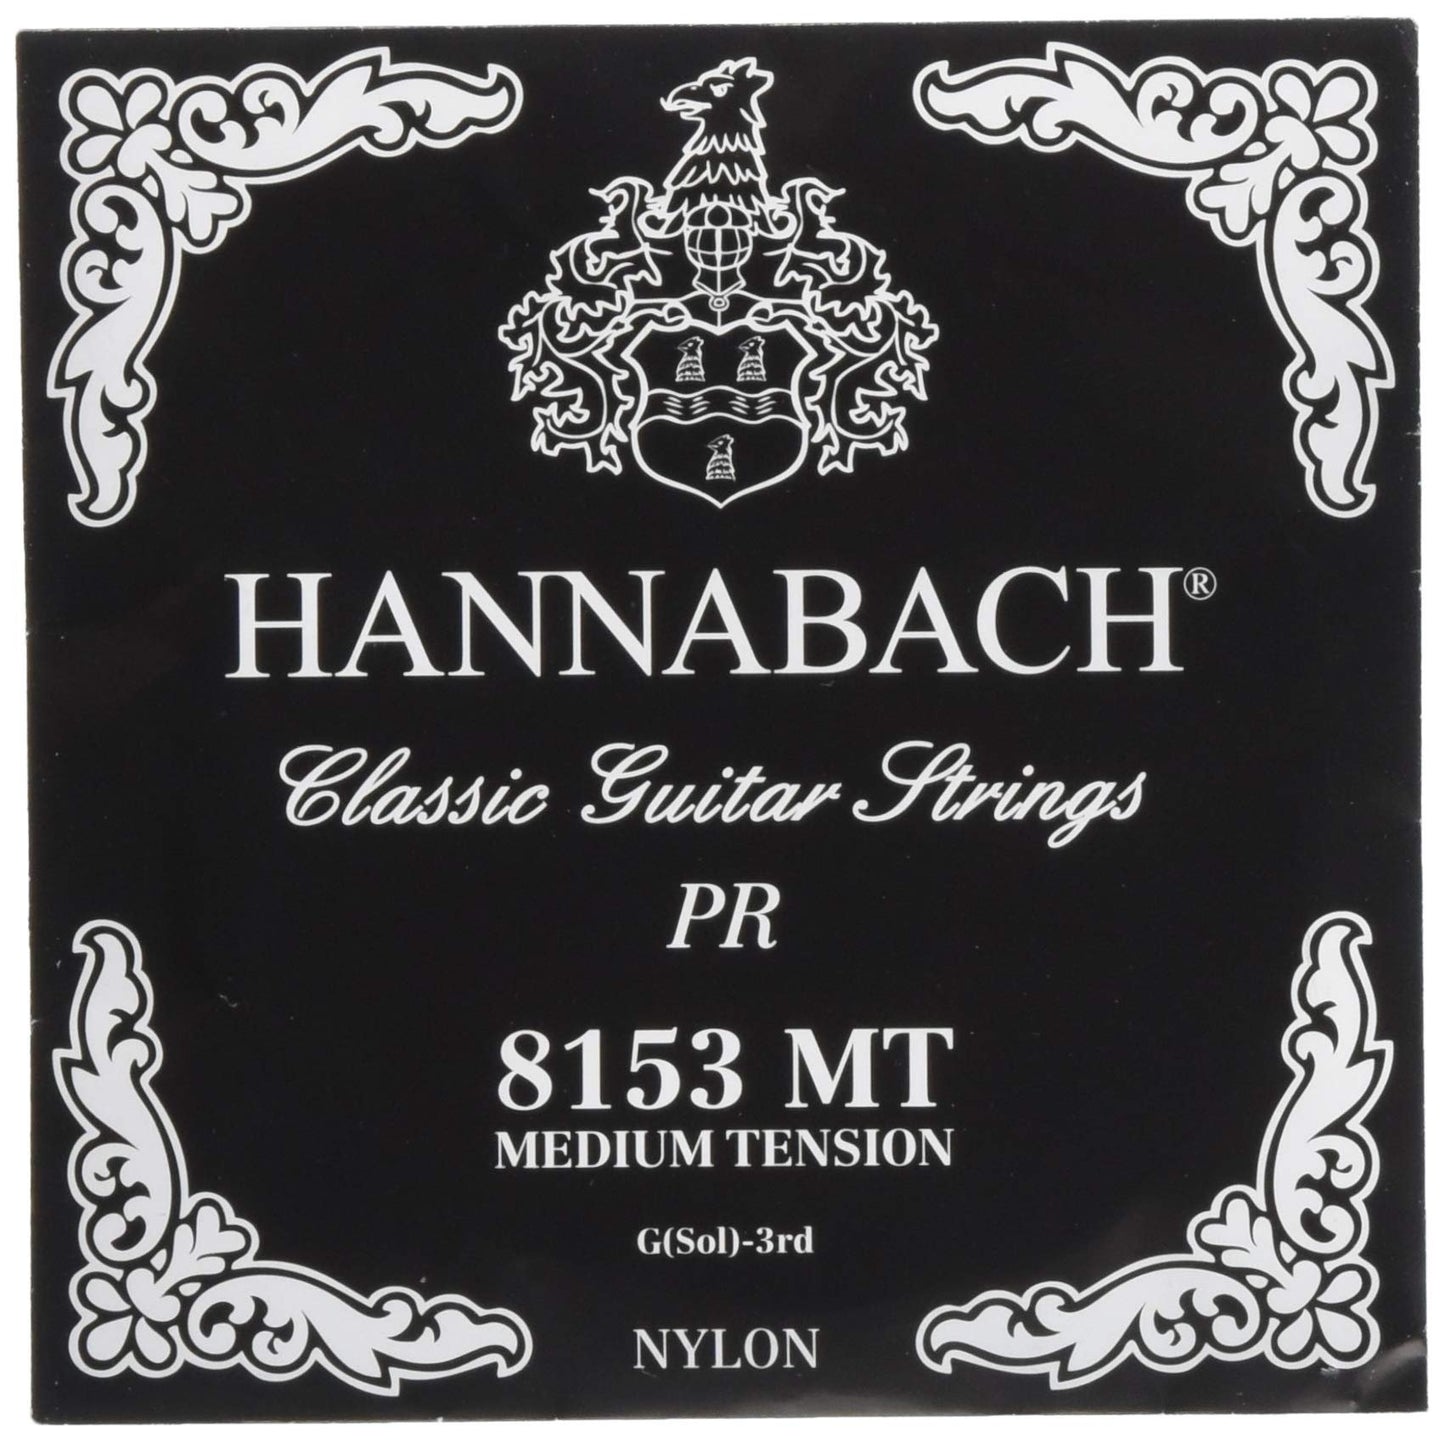 HANNABACH®
Classic Guitar Strings
PR
8153 MT
MEDIUM TENSION
G(Sol)-3rd
NYLON